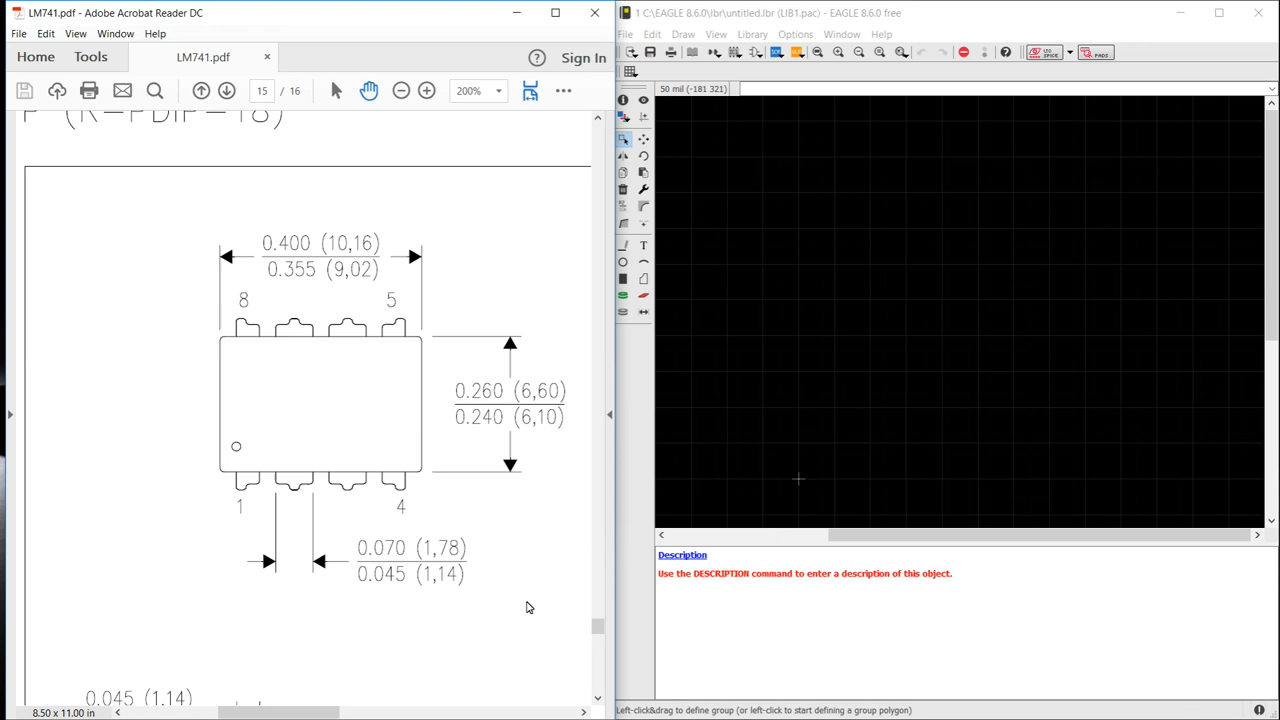 LM741.pdf - Adobe Acrobat Reader DC
File Edit View Window Help
Home Tools LM741.pdf × ? Sign In
15 / 16 200%
P (R-PDIP-T8)
0.400 (10,16)
0.355 (9,02)
8 5
0.260 (6,60)
0.240 (6,10)
1 4
0.070 (1,78)
0.045 (1,14)
0.045 (1,14)
8.50 x 11.00 in
1 C:\EAGLE 8.6.0\lbr\untitled.lbr (LIB1.pac) - EAGLE 8.6.0 free
File Edit Draw View Library Options Window Help
50 mil (-181 321)
Description
Use the DESCRIPTION command to enter a description of this object.
Left-click&drag to define group (or left-click to start defining a group polygon)